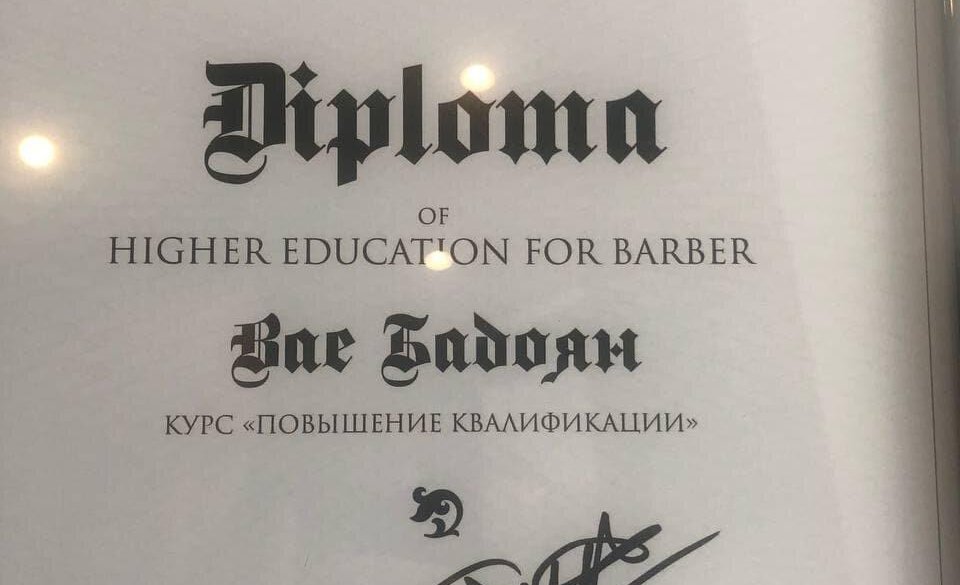 Diploma
OF
HIGHER EDUCATION FOR BARBER
Вае Бадоян
КУРС «ПОВЫШЕНИЕ КВАЛИФИКАЦИИ»